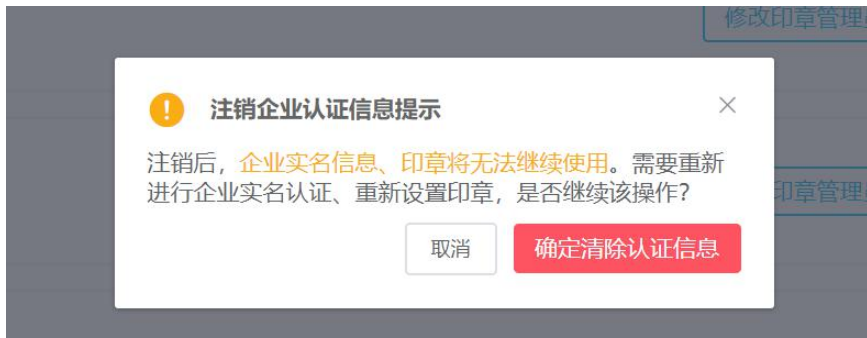 修改印章管理
注销企业认证信息提示
注销后，企业实名信息、印章将无法继续使用。需要重新
进行企业实名认证、重新设置印章，是否继续该操作？
印章管理
取消
确定清除认证信息